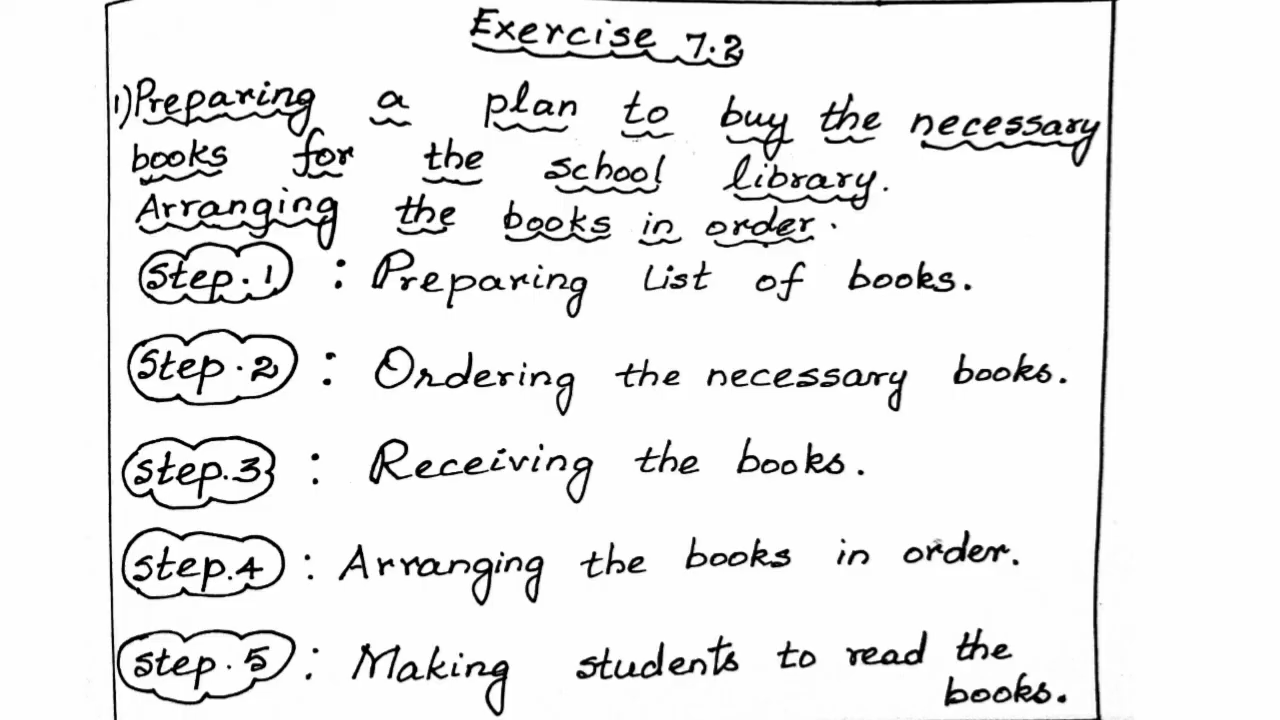 Exercise 7.2
1) Preparing a plan to buy the necessary
books for the school library.
Arranging the books in order.
Step.1 : Preparing List of books.
Step.2 : Ordering the necessary books.
step.3 : Receiving the books.
step.4 : Arranging the books in order.
step.5 : Making students to read the
books.